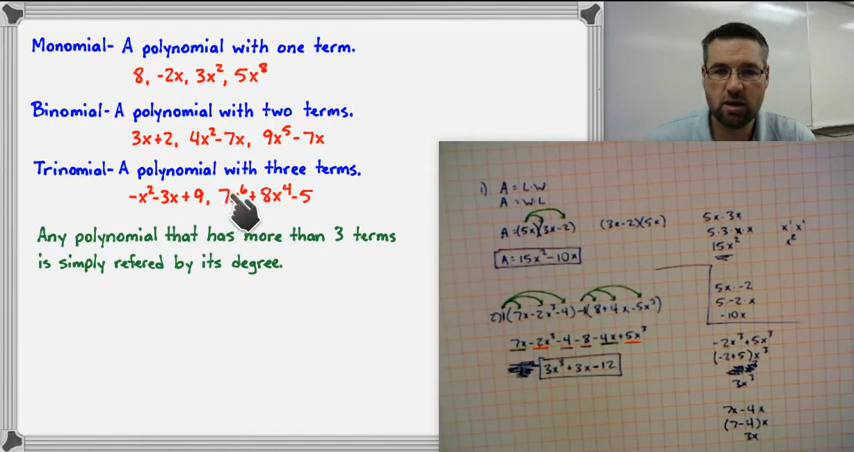 Monomial- A polynomial with one term.
8, -2x, 3x², 5x⁸
Binomial- A polynomial with two terms.
3x+2, 4x²-7x, 9x⁵-7x
Trinomial- A polynomial with three terms.
-x²-3x+9, 7x⁶+8x⁴-5
Any polynomial that has more than 3 terms
is simply refered by its degree.
1) A = L·W
A = W·L
A = (5x)(3x-2) (3x-2)(5x)
A = 15x²-10x
5x·3x
5·3·x·x
15x²
x¹x¹
x²
5x·-2
5·-2·x
-10x
2) 1(7x-2x³-4)-1(8+4x-5x³)
7x-2x³-4-8-4x+5x³
3x³+3x-12
-2x³+5x³
(-2+5)x³
3x³
7x-4x
(7-4)x
3x